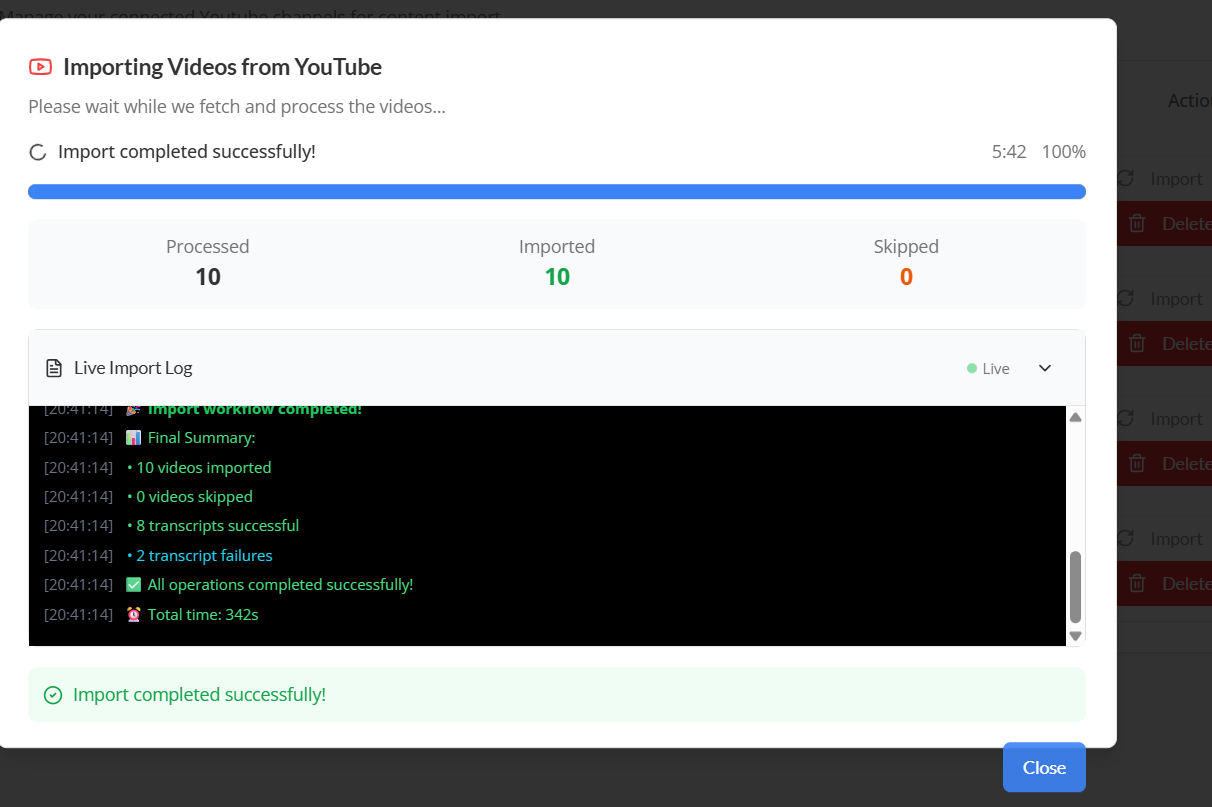 Manage your connected Youtube channels for content import
Importing Videos from YouTube
Please wait while we fetch and process the videos...
Import completed successfully!
5:42 100%
Processed
10
Imported
10
Skipped
0
Live Import Log
Live
[20:41:14] 🎉 Import workflow completed!
[20:41:14] 📊 Final Summary:
[20:41:14] • 10 videos imported
[20:41:14] • 0 videos skipped
[20:41:14] • 8 transcripts successful
[20:41:14] • 2 transcript failures
[20:41:14] ✅ All operations completed successfully!
[20:41:14] ⏰ Total time: 342s
Import completed successfully!
Close
Actio
Import
Delete
Import
Delete
Import
Delete
Import
Delete